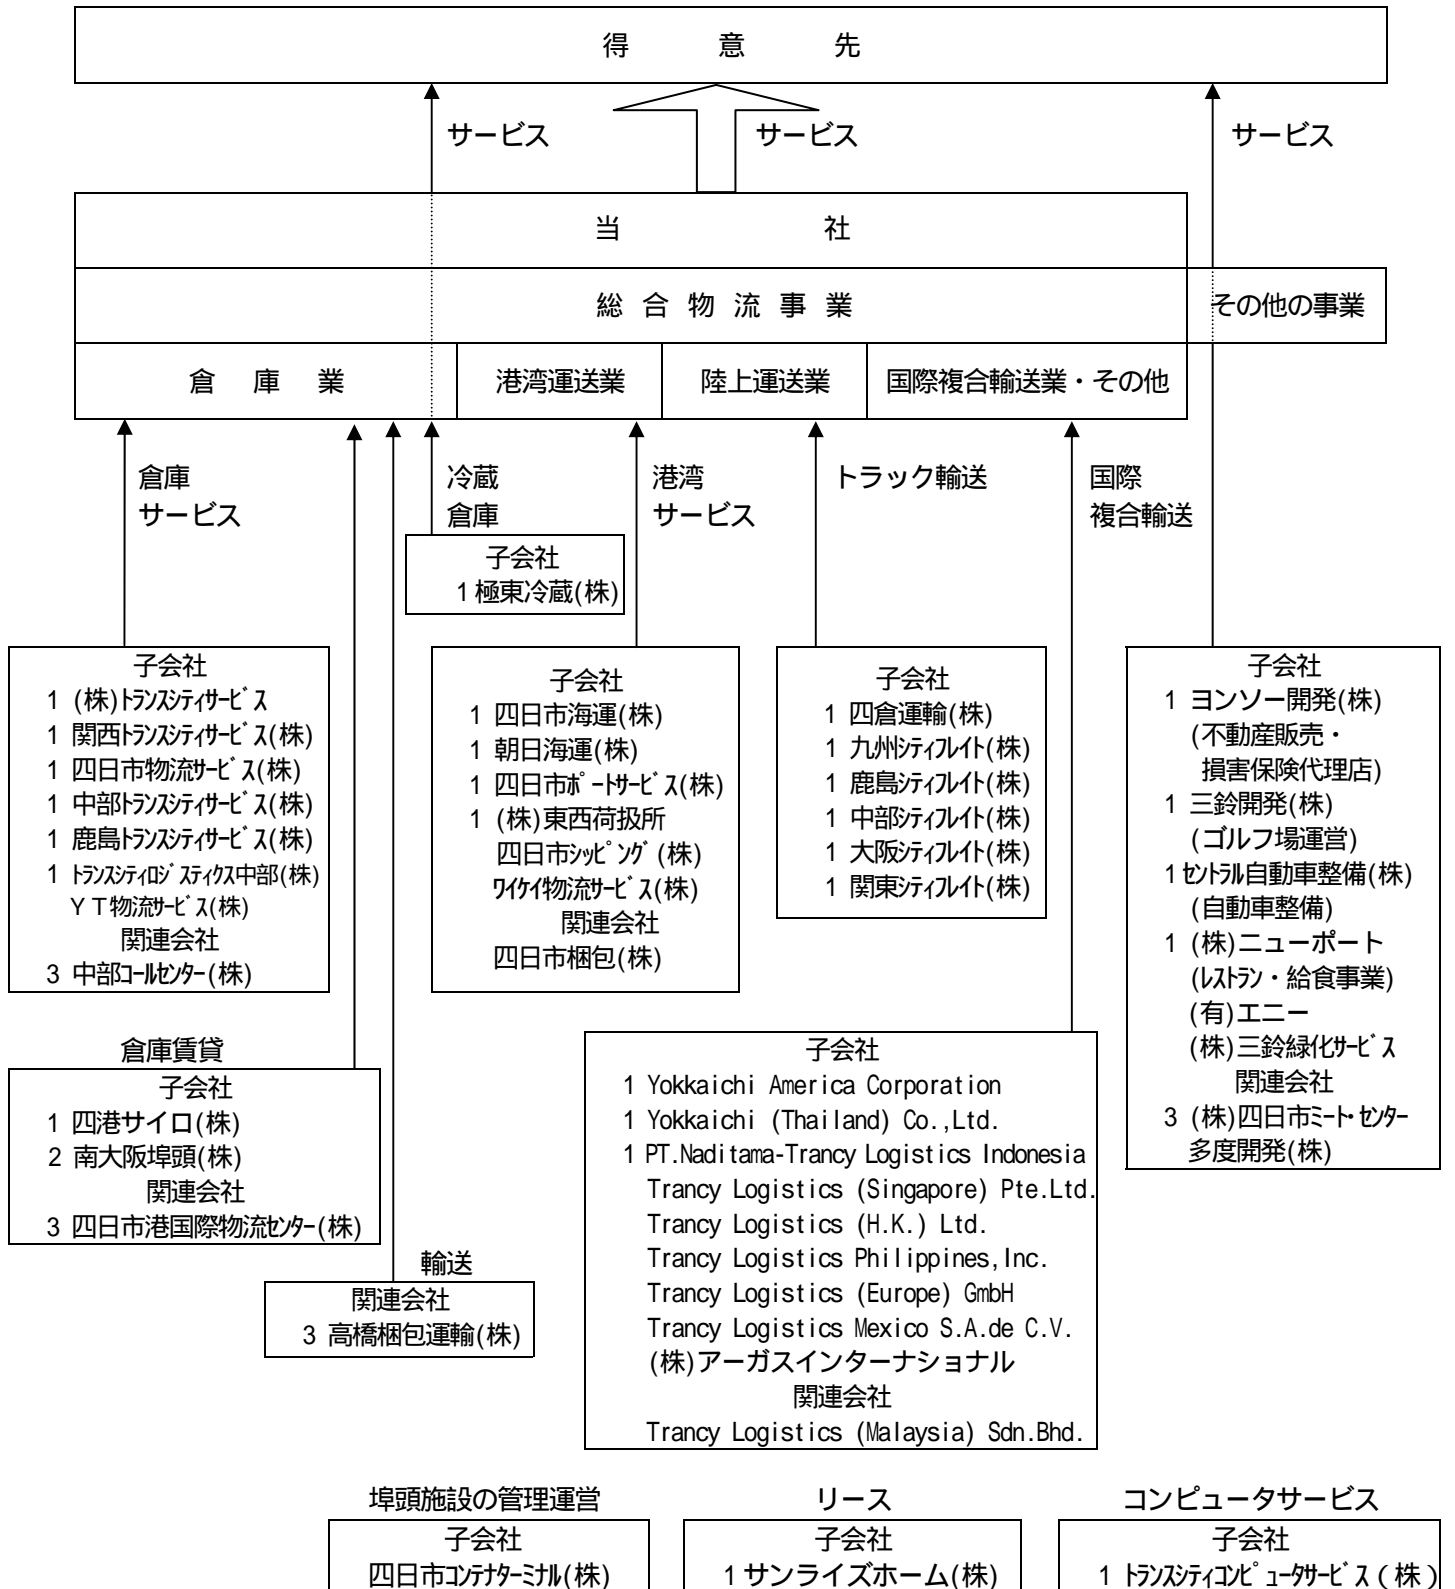 得意先
サービス
サービス
サービス
当社
総合物流事業
その他の事業
倉庫業
港湾運送業
陸上運送業
国際複合輸送業・その他
倉庫
サービス
冷蔵
倉庫
港湾
サービス
トラック輸送
国際
複合輸送
子会社
1 極東冷蔵(株)
子会社
1 (株)トランスシティサービス
1 関西トランスシティサービス(株)
1 四日市物流サービス(株)
1 中部トランスシティサービス(株)
1 鹿島トランスシティサービス(株)
1 トランスシティロジスティクス中部(株)
YT物流サービス(株)
関連会社
3 中部コールセンター(株)
子会社
1 四日市海運(株)
1 朝日海運(株)
1 四日市ポートサービス(株)
1 (株)東西荷扱所
四日市シッピング(株)
ワイケイ物流サービス(株)
関連会社
四日市梱包(株)
子会社
1 四倉運輸(株)
1 九州シティフレイト(株)
1 鹿島シティフレイト(株)
1 中部シティフレイト(株)
1 大阪シティフレイト(株)
1 関東シティフレイト(株)
子会社
1 ヨンソー開発(株)
(不動産販売・
損害保険代理店)
1 三鈴開発(株)
(ゴルフ場運営)
1 セントラル自動車整備(株)
(自動車整備)
1 (株)ニューポート
(レストラン・給食事業)
(有)エニー
(株)三鈴緑化サービス
関連会社
3 (株)四日市ミート・センター
多度開発(株)
倉庫賃貸
子会社
1 四港サイロ(株)
2 南大阪埠頭(株)
関連会社
3 四日市港国際物流センター(株)
輸送
関連会社
3 高橋梱包運輸(株)
子会社
1 Yokkaichi America Corporation
1 Yokkaichi (Thailand) Co.,Ltd.
1 PT.Naditama-Trancy Logistics Indonesia
Trancy Logistics (Singapore) Pte.Ltd.
Trancy Logistics (H.K.) Ltd.
Trancy Logistics Philippines,Inc.
Trancy Logistics (Europe) GmbH
Trancy Logistics Mexico S.A.de C.V.
(株)アーガスインターナショナル
関連会社
Trancy Logistics (Malaysia) Sdn.Bhd.
埠頭施設の管理運営
子会社
四日市コンテナターミナル(株)
リース
子会社
1 サンライズホーム(株)
コンピュータサービス
子会社
1 トランスシティコンピュータサービス(株)